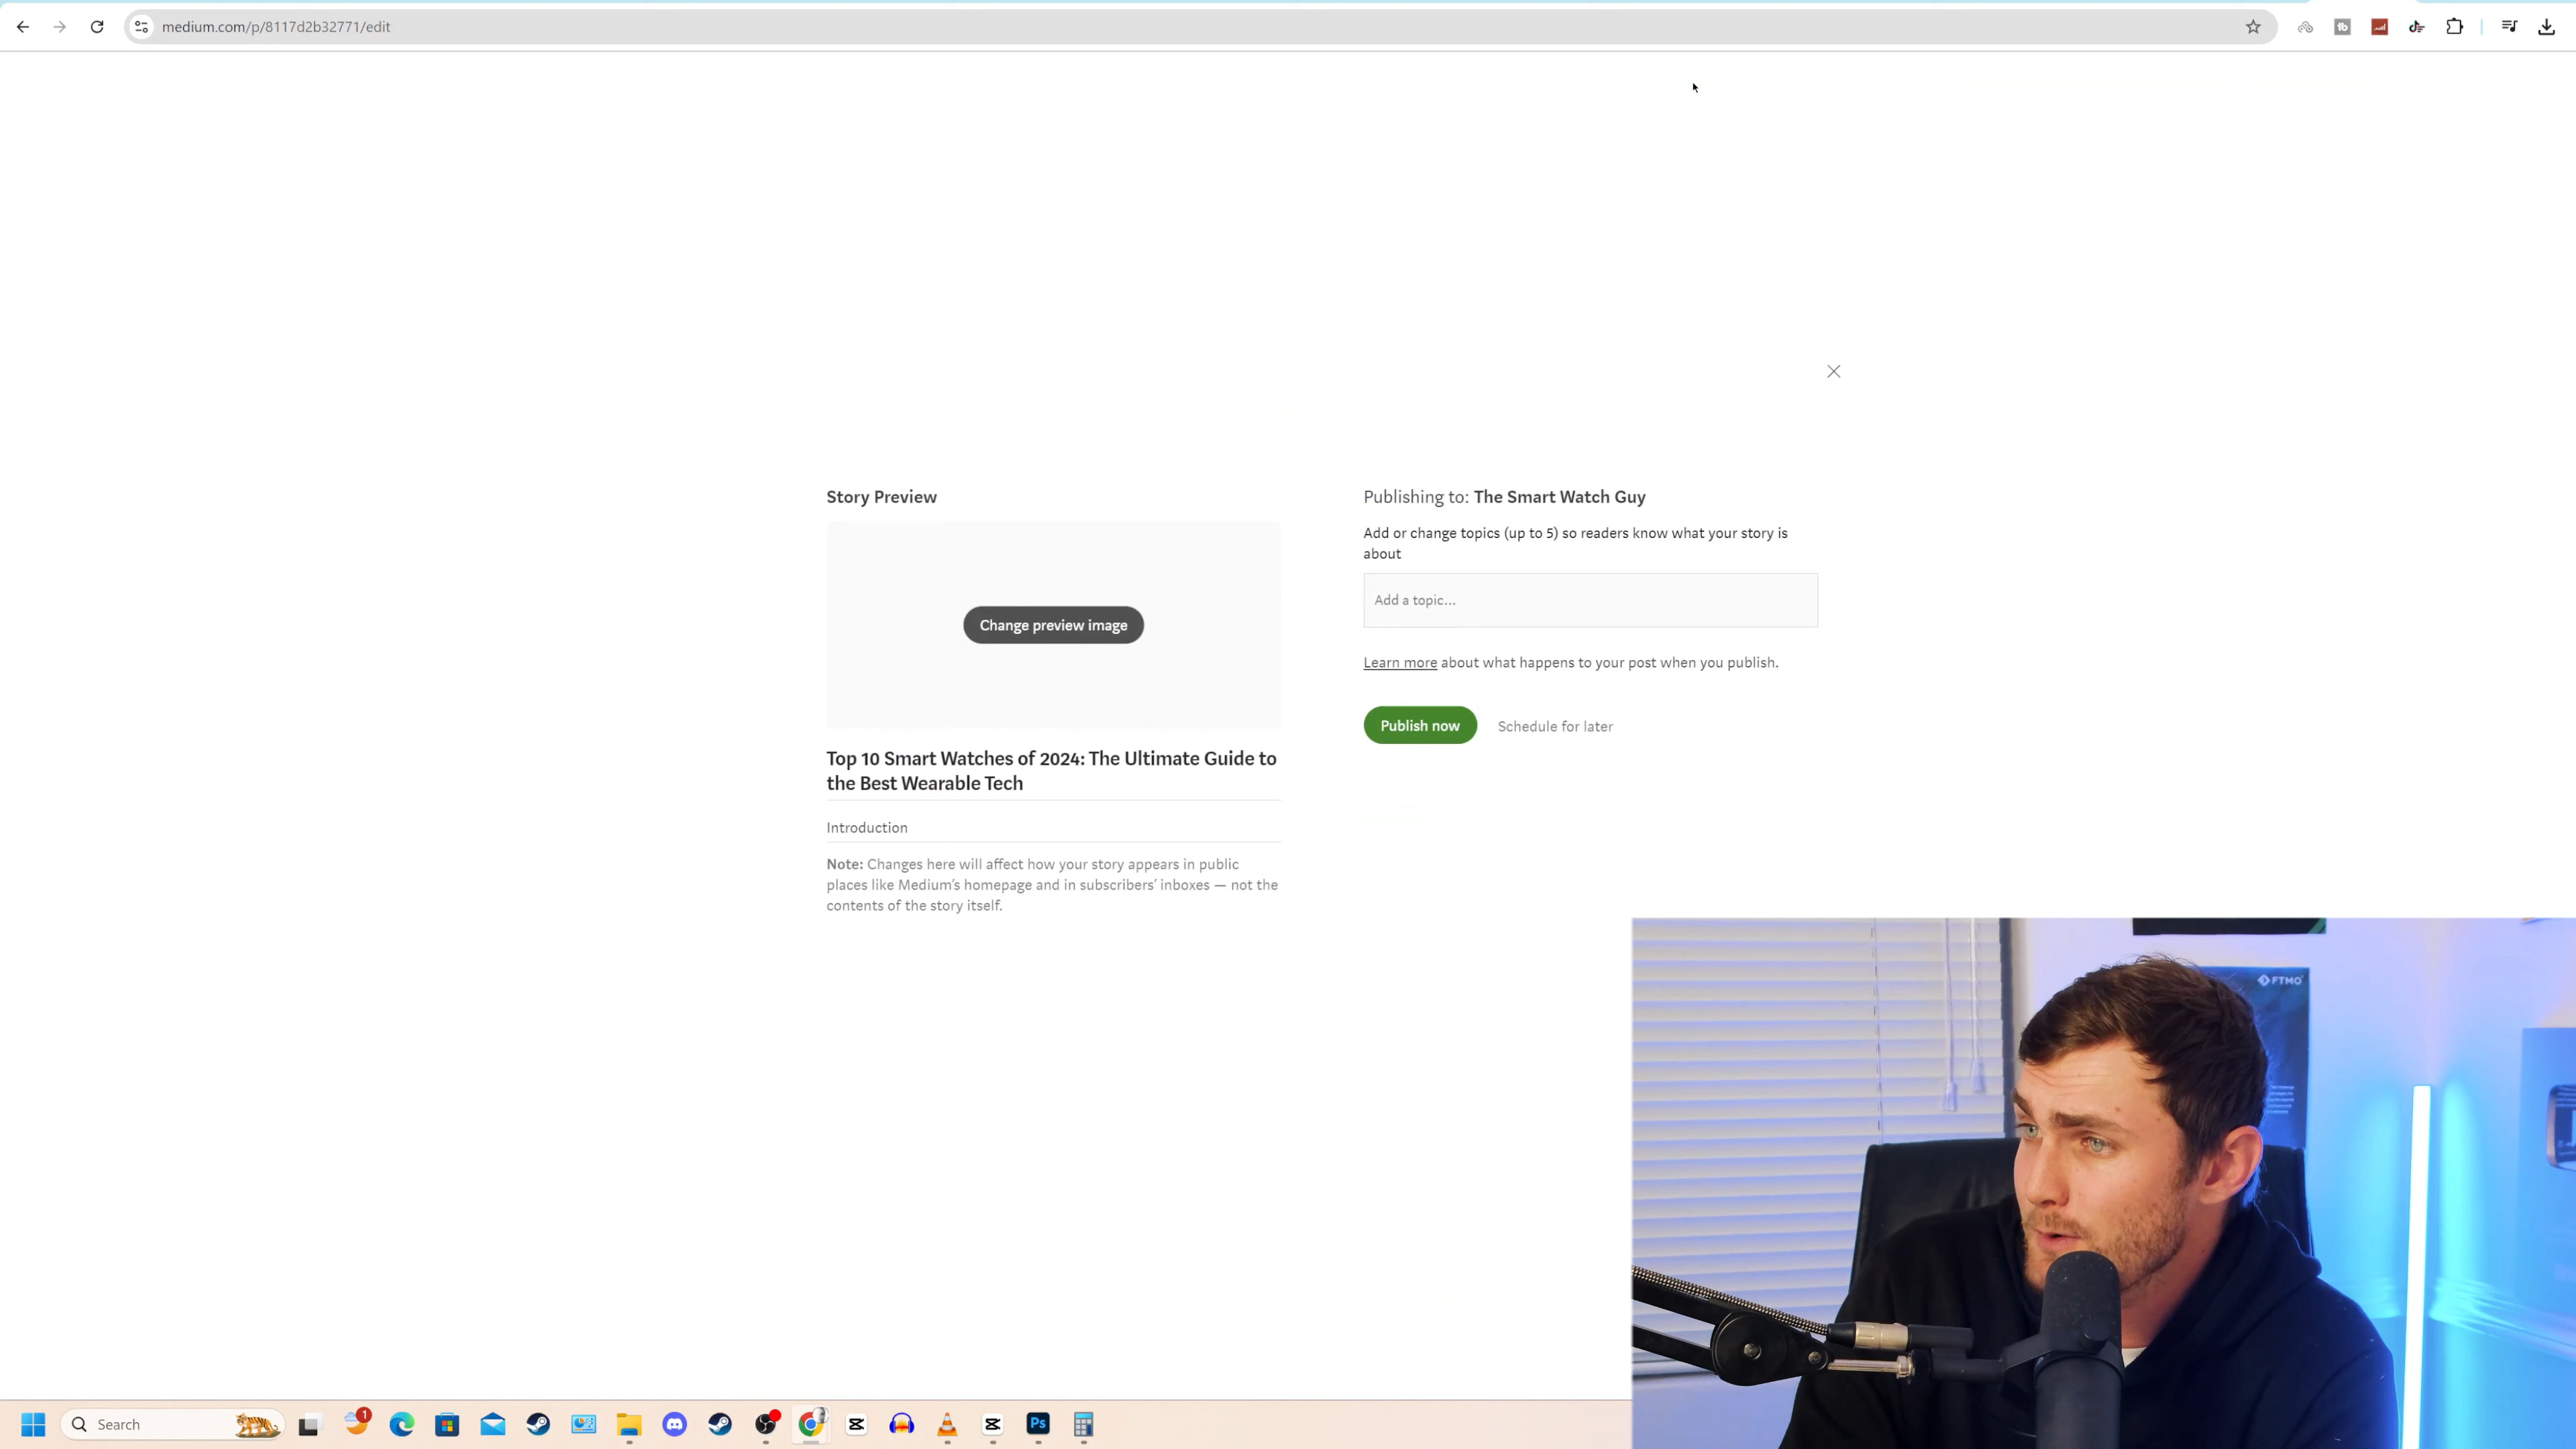 medium.com/p/8117d2b32771/edit
Story Preview
Change preview image
Top 10 Smart Watches of 2024: The Ultimate Guide to
the Best Wearable Tech
Introduction
Note: Changes here will affect how your story appears in public
places like Medium's homepage and in subscribers' inboxes — not the
contents of the story itself.
Publishing to: The Smart Watch Guy
Add or change topics (up to 5) so readers know what your story is
about
Add a topic...
Learn more about what happens to your post when you publish.
Publish now Schedule for later
FTMO
Search
1
Ps